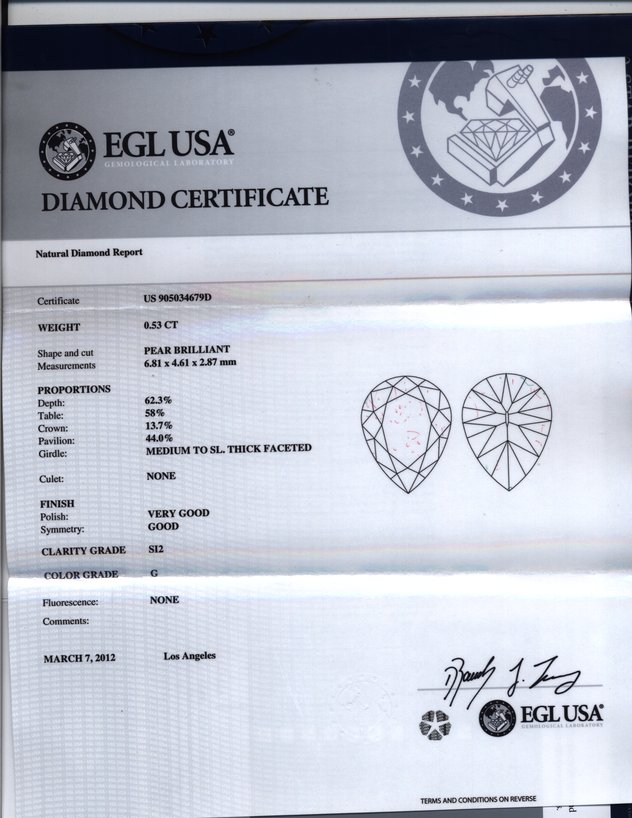 EGL USA®
GEMOLOGICAL LABORATORY
DIAMOND CERTIFICATE
Natural Diamond Report
Certificate US 905034679D
WEIGHT 0.53 CT
Shape and cut PEAR BRILLIANT
Measurements 6.81 x 4.61 x 2.87 mm
PROPORTIONS
Depth: 62.3%
Table: 58%
Crown: 13.7%
Pavilion: 44.0%
Girdle: MEDIUM TO SL. THICK FACETED
Culet: NONE
FINISH
Polish: VERY GOOD
Symmetry: GOOD
CLARITY GRADE SI2
COLOR GRADE G
Fluorescence: NONE
Comments:
MARCH 7, 2012 Los Angeles
EGL USA®
GEMOLOGICAL LABORATORY
TERMS AND CONDITIONS ON REVERSE